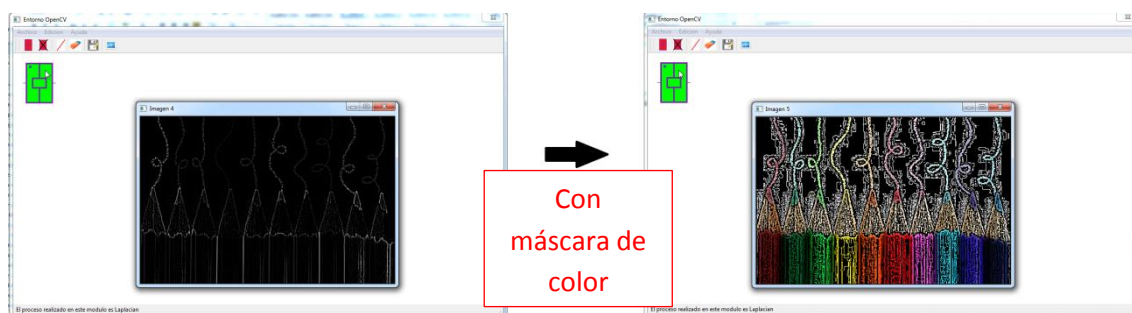 Entorno OpenCV
Archivo Edicion Ayuda
Imagen 4
El proceso realizado en este modulo es Laplacian
Con
máscara de
color
Entorno OpenCV
Archivo Edicion Ayuda
Imagen 5
El proceso realizado en este modulo es Laplacian